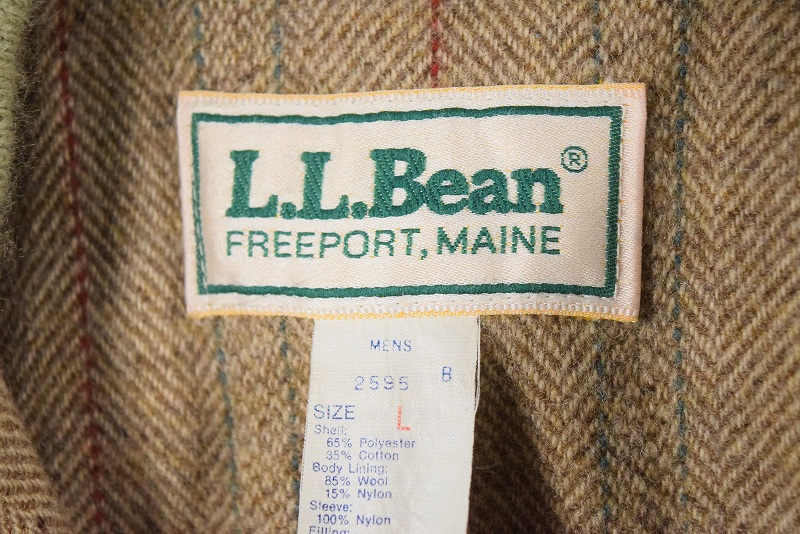 L.L.Bean®
FREEPORT, MAINE
MENS
2595 B
SIZE L
Shell:
65% Polyester
35% Cotton
Body Lining:
85% Wool
15% Nylon
Sleeve:
100% Nylon
Filling: